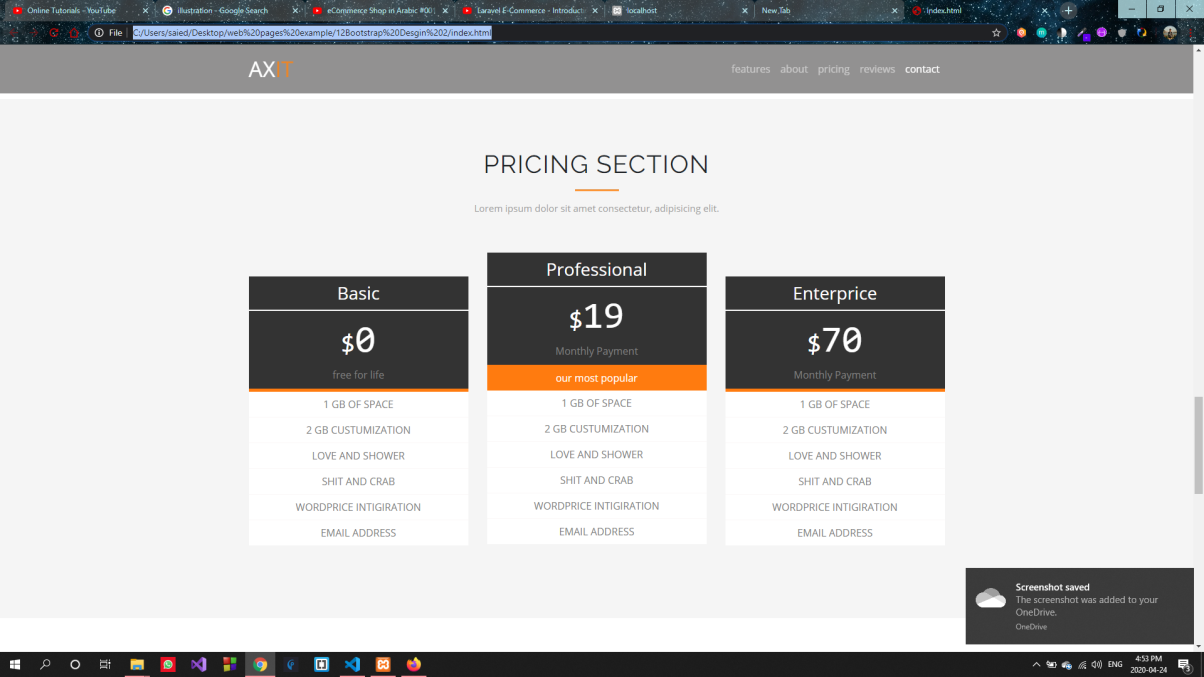 Online Tutorials - YouTube
illustration - Google Search
eCommerce Shop in Arabic #001
Laravel E-Commerce - Introducti
localhost
New Tab
index.html
File
C:/Users/saied/Desktop/web%20pages%20example/12Bootstrap%20Desgin%202/index.html
AXIT
features about pricing reviews contact
PRICING SECTION
Lorem ipsum dolor sit amet consectetur, adipisicing elit.
Basic
$0
free for life
1 GB OF SPACE
2 GB CUSTUMIZATION
LOVE AND SHOWER
SHIT AND CRAB
WORDPRICE INTIGIRATION
EMAIL ADDRESS
Professional
$19
Monthly Payment
our most popular
1 GB OF SPACE
2 GB CUSTUMIZATION
LOVE AND SHOWER
SHIT AND CRAB
WORDPRICE INTIGIRATION
EMAIL ADDRESS
Enterprice
$70
Monthly Payment
1 GB OF SPACE
2 GB CUSTUMIZATION
LOVE AND SHOWER
SHIT AND CRAB
WORDPRICE INTIGIRATION
EMAIL ADDRESS
Screenshot saved
The screenshot was added to your
OneDrive.
OneDrive
ENG
4:53 PM
2020-04-24
3